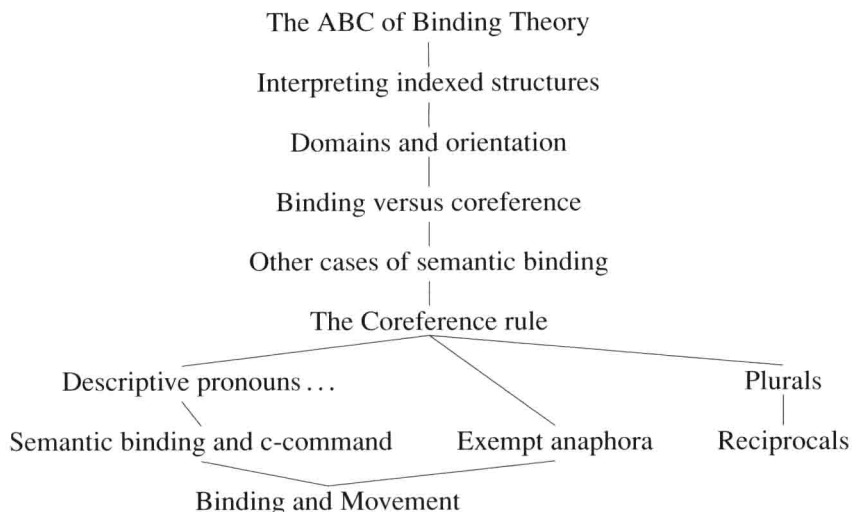 The ABC of Binding Theory
Interpreting indexed structures
Domains and orientation
Binding versus coreference
Other cases of semantic binding
The Coreference rule
Descriptive pronouns ...
Plurals
Semantic binding and c-command
Exempt anaphora
Reciprocals
Binding and Movement